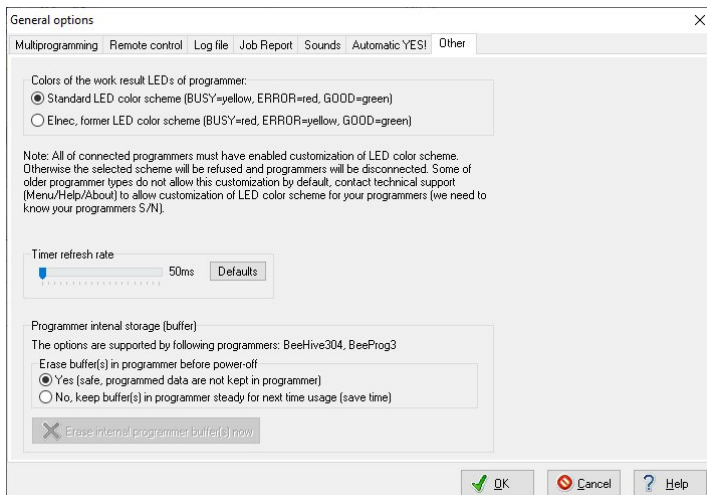 General options
Multiprogramming Remote control Log file Job Report Sounds Automatic YES! Other
Colors of the work result LEDs of programmer:
Standard LED color scheme (BUSY=yellow, ERROR=red, GOOD=green)
Elnec, former LED color scheme (BUSY=red, ERROR=yellow, GOOD=green)
Note: All of connected programmers must have enabled customization of LED color scheme.
Otherwise the selected scheme will be refused and programmers will be disconnected. Some of
older programmer types do not allow this customization by default, contact technical support
(Menu/Help/About) to allow customization of LED color scheme for your programmers (we need to
know your programmers S/N).
Timer refresh rate
50ms Defaults
Programmer intenal storage (buffer)
The options are supported by following programmers: BeeHive304, BeeProg3
Erase buffer(s) in programmer before power-off
Yes (safe, programmed data are not kept in programmer)
No, keep buffer(s) in programmer steady for next time usage (save time)
Erase internal programmer buffer(s) now
OK Cancel Help